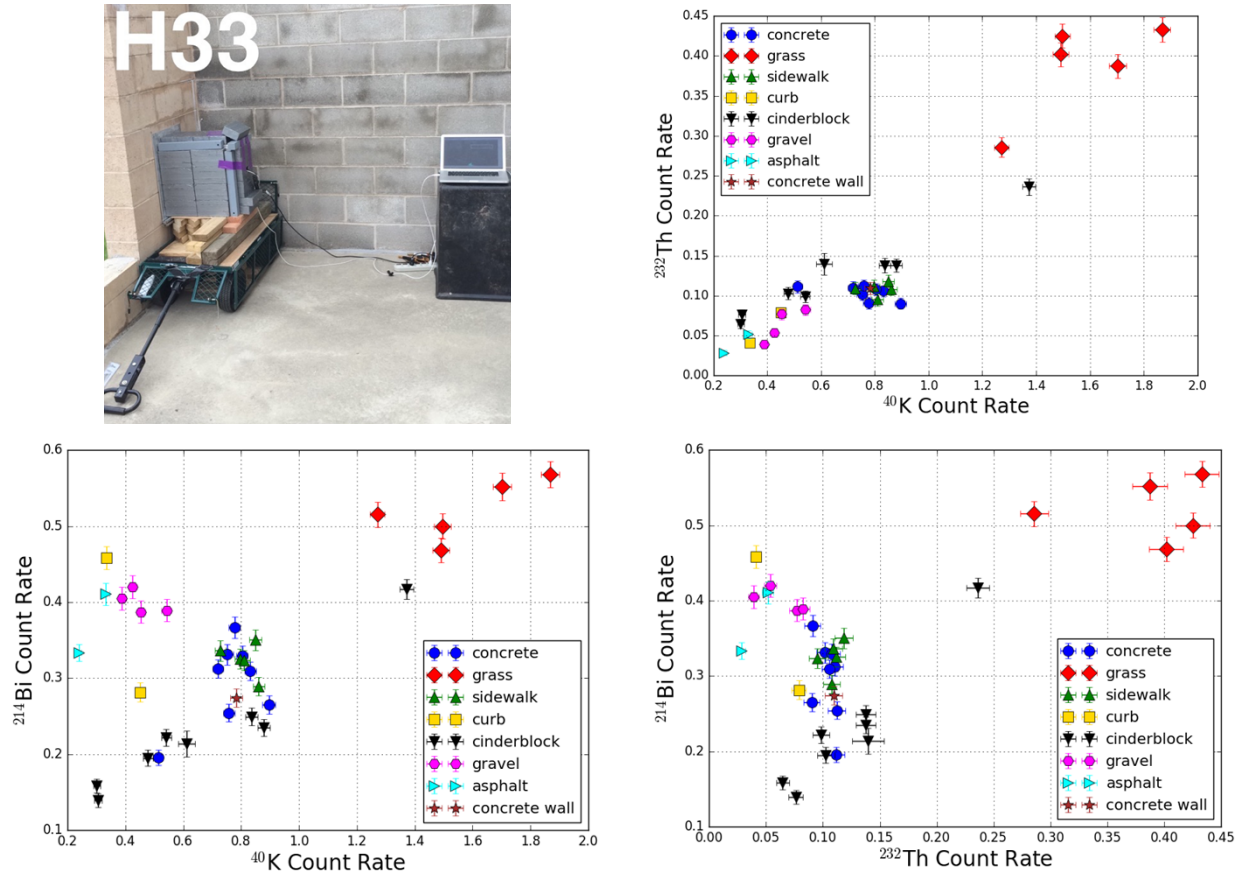 H33
concrete
grass
sidewalk
curb
cinderblock
gravel
asphalt
concrete wall
0.45
0.40
0.35
0.30
0.25
0.20
0.15
0.10
0.05
0.00
²³²Th Count Rate
0.2 0.4 0.6 0.8 1.0 1.2 1.4 1.6 1.8 2.0
⁴⁰K Count Rate
0.6
0.5
0.4
0.3
0.2
0.1
²¹⁴Bi Count Rate
concrete
grass
sidewalk
curb
cinderblock
gravel
asphalt
concrete wall
0.2 0.4 0.6 0.8 1.0 1.2 1.4 1.6 1.8 2.0
⁴⁰K Count Rate
0.6
0.5
0.4
0.3
0.2
0.1
²¹⁴Bi Count Rate
concrete
grass
sidewalk
curb
cinderblock
gravel
asphalt
concrete wall
0.00 0.05 0.10 0.15 0.20 0.25 0.30 0.35 0.40 0.45
²³²Th Count Rate